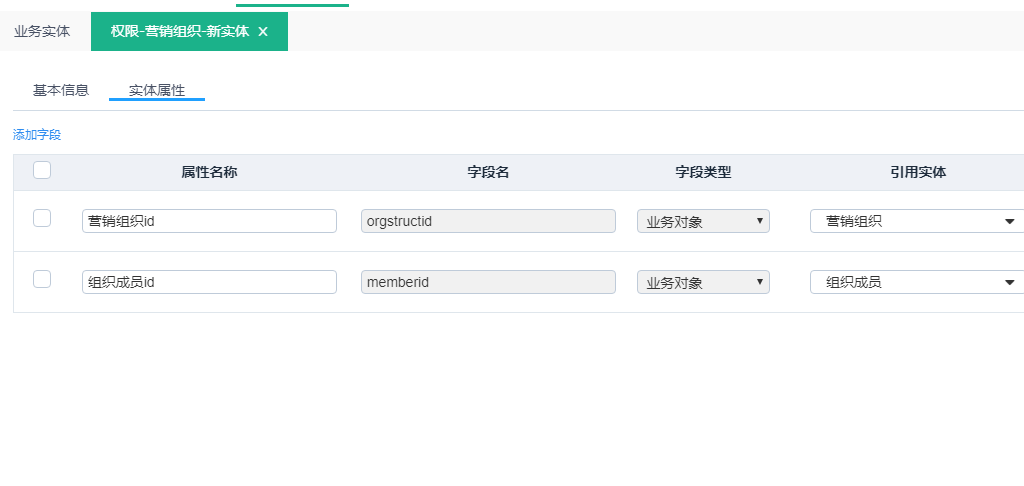 业务实体 权限-营销组织-新实体 X
基本信息 实体属性
添加字段
属性名称 字段名 字段类型 引用实体
营销组织id orgstructid 业务对象 营销组织
组织成员id memberid 业务对象 组织成员